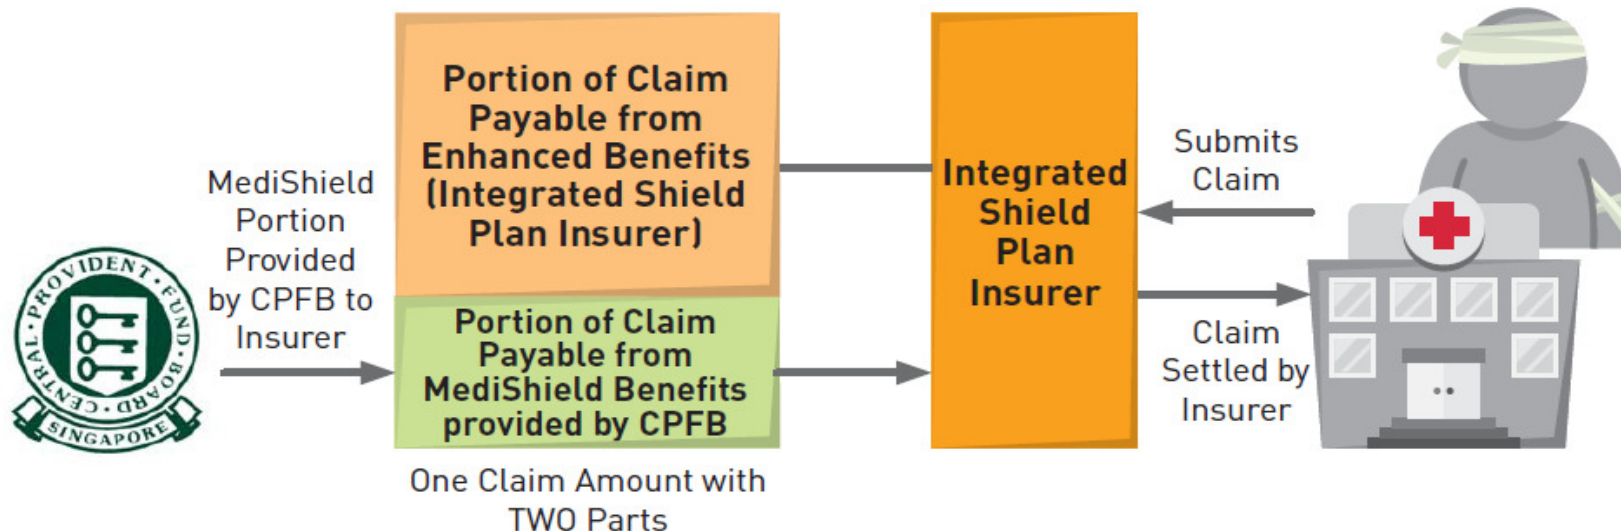 MediShield
Portion
Provided
by CPFB to
Insurer
CENTRAL · PROVIDENT · FUND · BOARD ·
SINGAPORE
Portion of Claim
Payable from
Enhanced Benefits
(Integrated Shield
Plan Insurer)
Portion of Claim
Payable from
MediShield Benefits
provided by CPFB
One Claim Amount with
TWO Parts
Integrated
Shield
Plan
Insurer
Submits
Claim
Claim
Settled by
Insurer